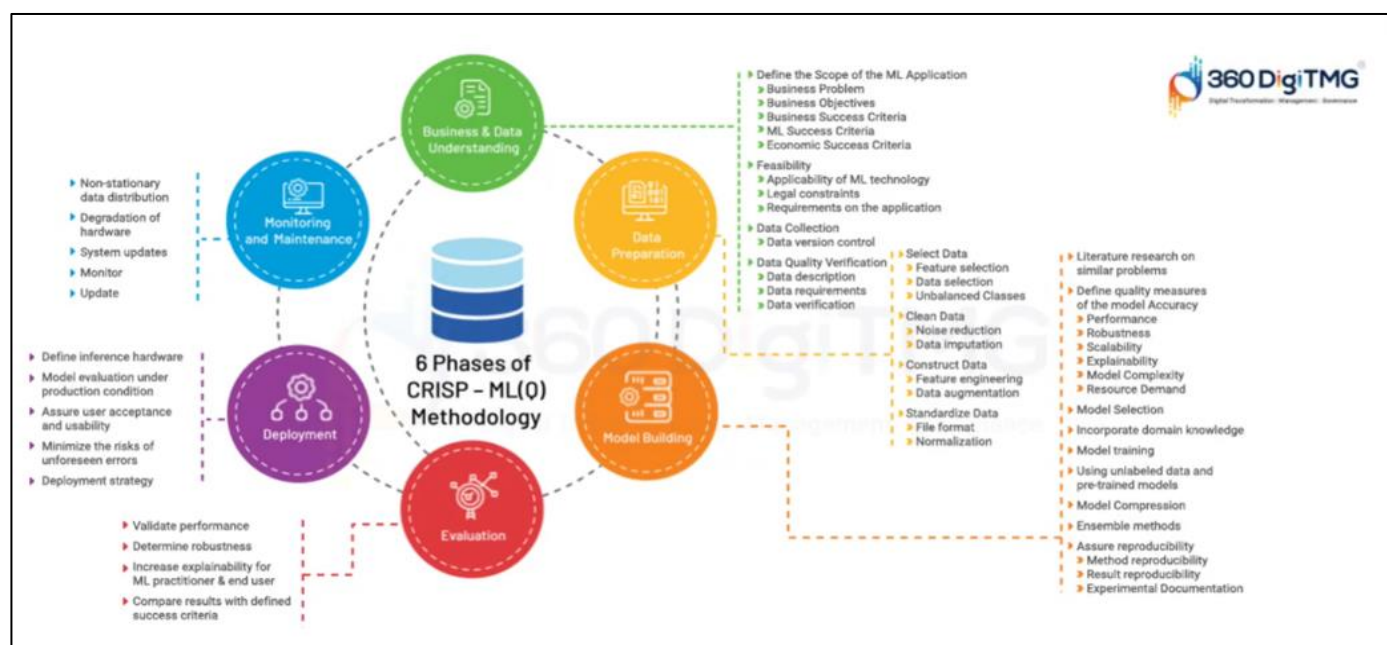 360 DigiTMG
Digital Transformation | Management | Governance
Business & Data
Understanding
Define the Scope of the ML Application
Business Problem
Business Objectives
Business Success Criteria
ML Success Criteria
Economic Success Criteria
Feasibility
Applicability of ML technology
Legal constraints
Requirements on the application
Data Collection
Data version control
Data Quality Verification
Data description
Data requirements
Data verification
Data
Preparation
Select Data
Feature selection
Data selection
Unbalanced Classes
Clean Data
Noise reduction
Data imputation
Construct Data
Feature engineering
Data augmentation
Standardize Data
File format
Normalization
Model Building
Literature research on
similar problems
Define quality measures
of the model Accuracy
Performance
Robustness
Scalability
Explainability
Model Complexity
Resource Demand
Model Selection
Incorporate domain knowledge
Model training
Using unlabeled data and
pre-trained models
Model Compression
Ensemble methods
Assure reproducibility
Method reproducibility
Result reproducibility
Experimental Documentation
Evaluation
Validate performance
Determine robustness
Increase explainability for
ML practitioner & end user
Compare results with defined
success criteria
Deployment
Define inference hardware
Model evaluation under
production condition
Assure user acceptance
and usability
Minimize the risks of
unforeseen errors
Deployment strategy
Monitoring
and Maintenance
Non-stationary
data distribution
Degradation of
hardware
System updates
Monitor
Update
6 Phases of
CRISP - ML(Q)
Methodology
360 DigiTMG